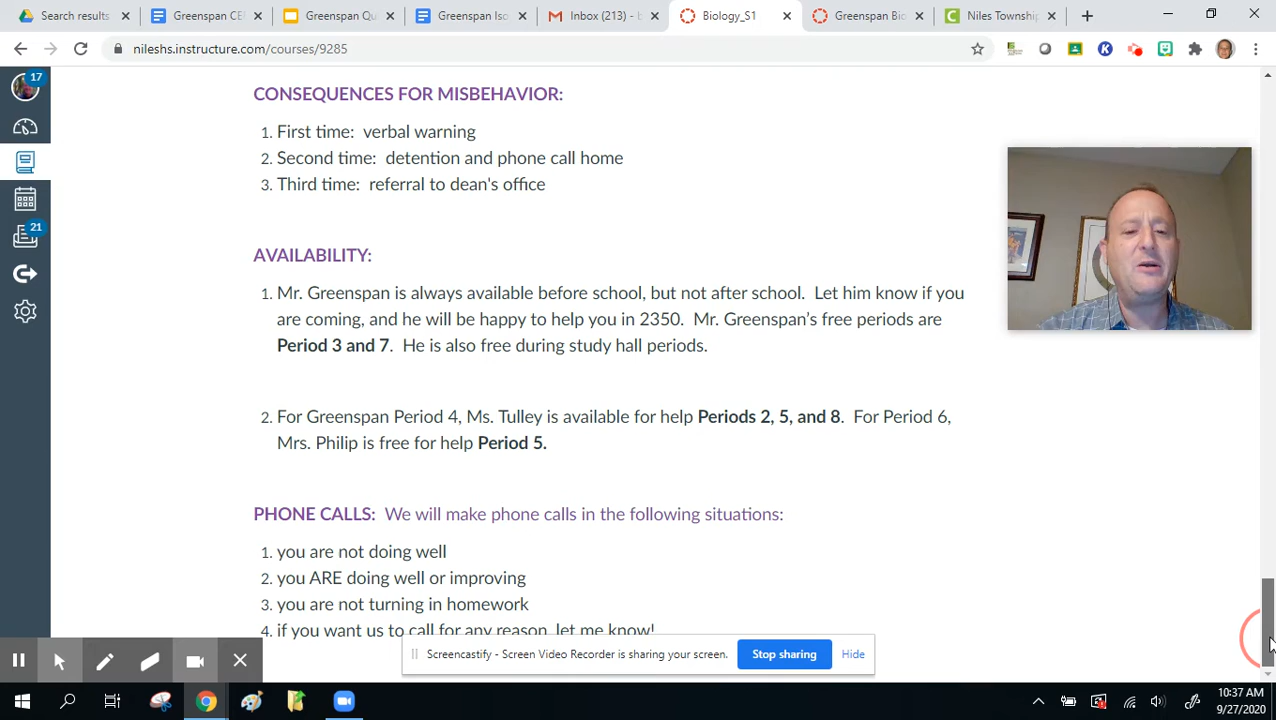 Search results
Greenspan CE
Greenspan Qu
Greenspan Iso
Inbox (213) - b
Biology_S1
Greenspan Bio
Niles Township
nileshs.instructure.com/courses/9285
17
21
CONSEQUENCES FOR MISBEHAVIOR:
1. First time: verbal warning
2. Second time: detention and phone call home
3. Third time: referral to dean's office
AVAILABILITY:
1. Mr. Greenspan is always available before school, but not after school. Let him know if you
are coming, and he will be happy to help you in 2350. Mr. Greenspan’s free periods are
Period 3 and 7. He is also free during study hall periods.
2. For Greenspan Period 4, Ms. Tulley is available for help Periods 2, 5, and 8. For Period 6,
Mrs. Philip is free for help Period 5.
PHONE CALLS: We will make phone calls in the following situations:
1. you are not doing well
2. you ARE doing well or improving
3. you are not turning in homework
4. if you want us to call for any reason, let me know!
Screencastify - Screen Video Recorder is sharing your screen.
Stop sharing
Hide
10:37 AM
9/27/2020